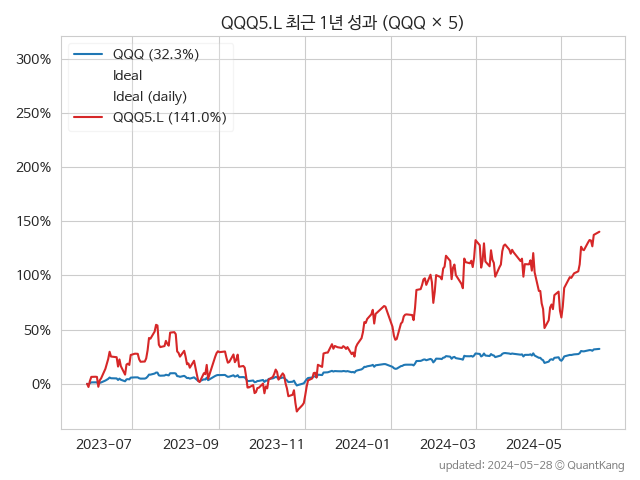 QQQ5.L 최근 1년 성과 (QQQ × 5)
QQQ (32.3%)
Ideal
Ideal (daily)
QQQ5.L (141.0%)
300%
250%
200%
150%
100%
50%
0%
2023-07 2023-09 2023-11 2024-01 2024-03 2024-05
updated: 2024-05-28 © QuantKang